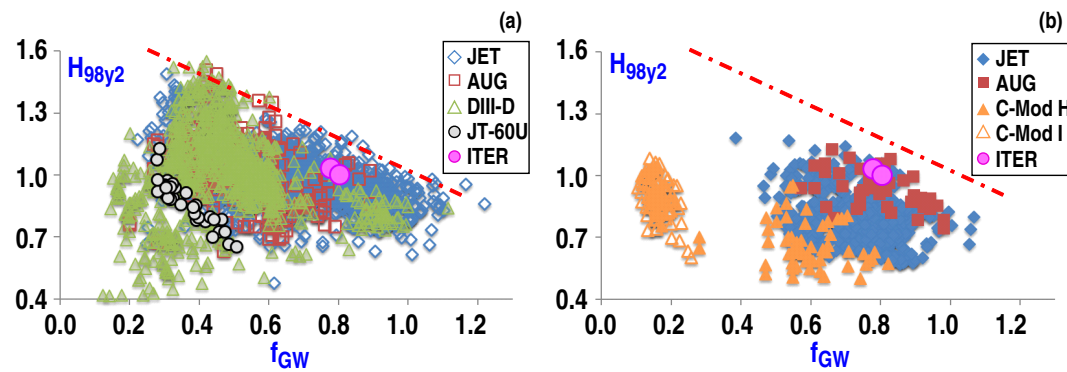 (a)
1.6
1.3
1.0
0.7
0.4
H98y2
JET
AUG
DIII-D
JT-60U
ITER
0.0 0.2 0.4 0.6 0.8 1.0 1.2
fGW
(b)
1.6
1.3
1.0
0.7
0.4
H98y2
JET
AUG
C-Mod H
C-Mod I
ITER
0.0 0.2 0.4 0.6 0.8 1.0 1.2
fGW